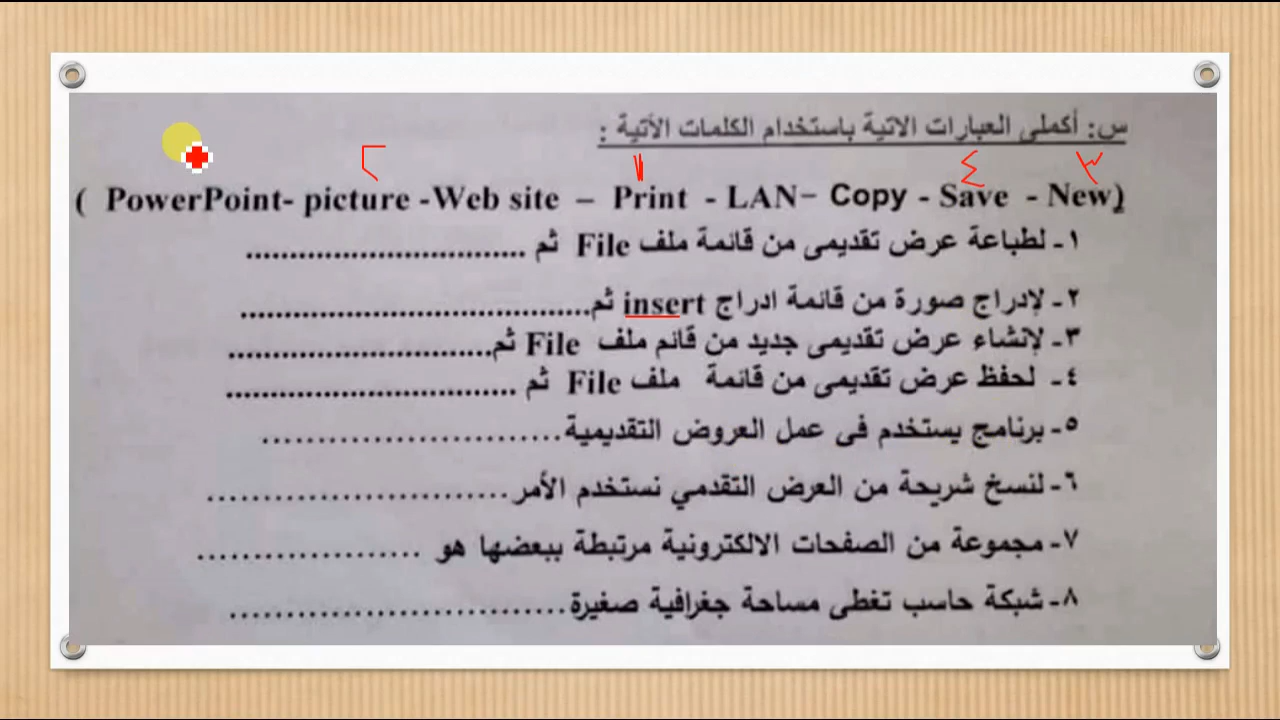 س: أكملى العبارات الاتية باستخدام الكلمات الآتية :
( PowerPoint- picture -Web site – Print - LAN– Copy - Save - New)
١- لطباعة عرض تقديمى من قائمة ملف File ثم ...............................
٢- لإدراج صورة من قائمة ادراج insert ثم.......................................
٣- لإنشاء عرض تقديمى جديد من قائم ملف File ثم.............................
٤- لحفظ عرض تقديمى من قائمة ملف File ثم ................................
٥- برنامج يستخدم فى عمل العروض التقديمية...........................
٦- لنسخ شريحة من العرض التقدمي نستخدم الأمر...........................
٧- مجموعة من الصفحات الالكترونية مرتبطة ببعضها هو ....................
٨- شبكة حاسب تغطى مساحة جغرافية صغيرة..............................